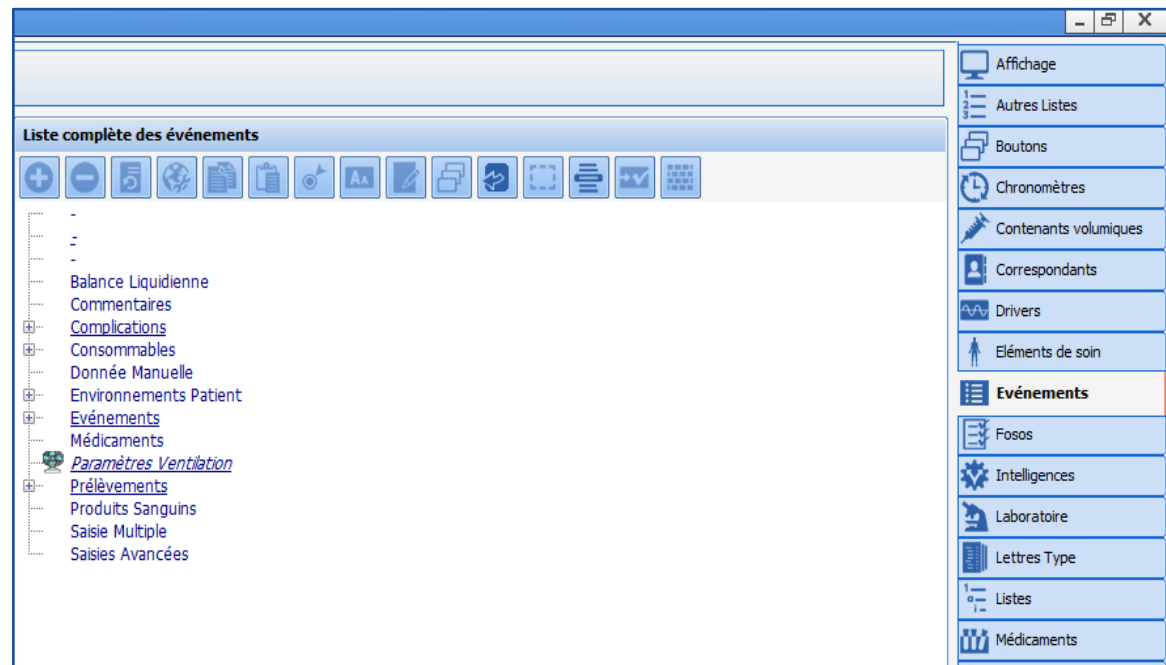 Liste complète des événements
-
-
-
Balance Liquidienne
Commentaires
Complications
Consommables
Donnée Manuelle
Environnements Patient
Evénements
Médicaments
Paramètres Ventilation
Prélèvements
Produits Sanguins
Saisie Multiple
Saisies Avancées
Affichage
Autres Listes
Boutons
Chronomètres
Contenants volumiques
Correspondants
Drivers
Eléments de soin
Evénements
Fosos
Intelligences
Laboratoire
Lettres Type
Listes
Médicaments